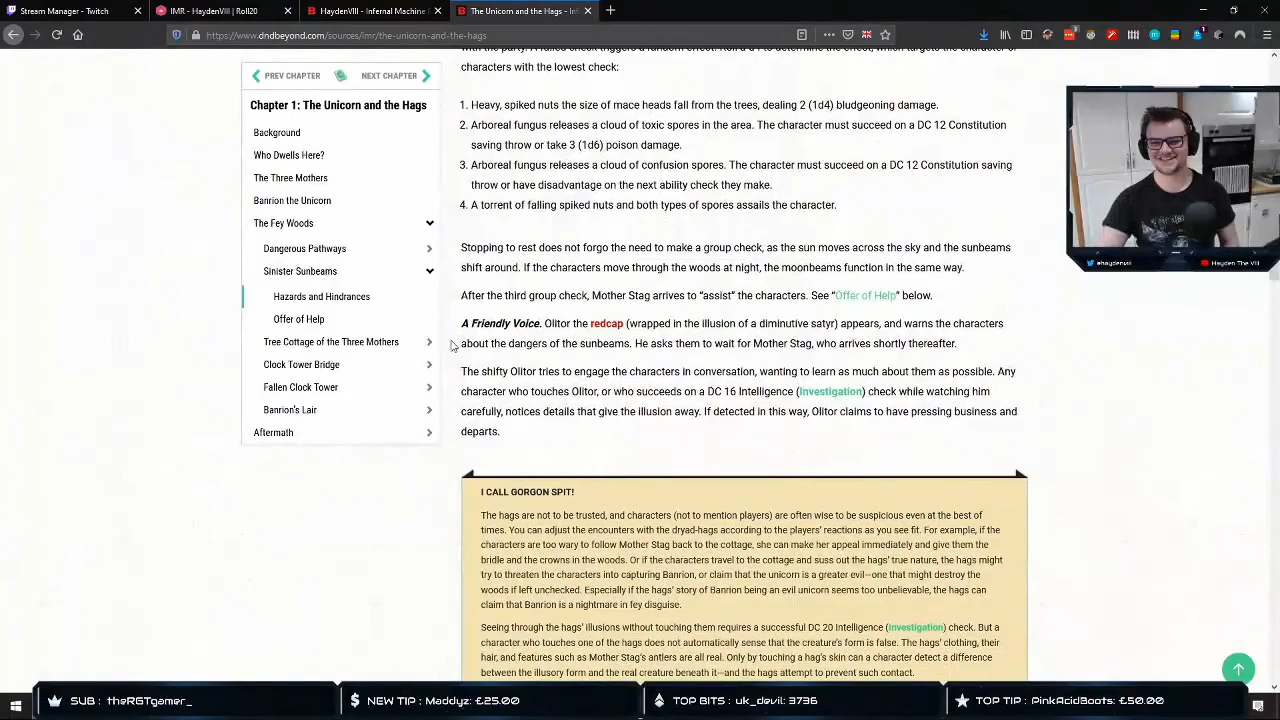 Stream Manager - Twitch
IMR - HaydenVIII | Roll20
HaydenVIII - Infernal Machine
The Unicorn and the Hags - Inf
https://www.dndbeyond.com/sources/imr/the-unicorn-and-the-hags
PREV CHAPTER
NEXT CHAPTER
Chapter 1: The Unicorn and the Hags
Background
Who Dwells Here?
The Three Mothers
Banrion the Unicorn
The Fey Woods
Dangerous Pathways
Sinister Sunbeams
Hazards and Hindrances
Offer of Help
Tree Cottage of the Three Mothers
Clock Tower Bridge
Fallen Clock Tower
Banrion's Lair
Aftermath
characters with the lowest check:
1. Heavy, spiked nuts the size of mace heads fall from the trees, dealing 2 (1d4) bludgeoning damage.
2. Arboreal fungus releases a cloud of toxic spores in the area. The character must succeed on a DC 12 Constitution
saving throw or take 3 (1d6) poison damage.
3. Arboreal fungus releases a cloud of confusion spores. The character must succeed on a DC 12 Constitution saving
throw or have disadvantage on the next ability check they make.
4. A torrent of falling spiked nuts and both types of spores assails the character.
Stopping to rest does not forgo the need to make a group check, as the sun moves across the sky and the sunbeams
shift around. If the characters move through the woods at night, the moonbeams function in the same way.
After the third group check, Mother Stag arrives to “assist” the characters. See “Offer of Help” below.
A Friendly Voice. Olitor the redcap (wrapped in the illusion of a diminutive satyr) appears, and warns the characters
about the dangers of the sunbeams. He asks them to wait for Mother Stag, who arrives shortly thereafter.
The shifty Olitor tries to engage the characters in conversation, wanting to learn as much about them as possible. Any
character who touches Olitor, or who succeeds on a DC 16 Intelligence (Investigation) check while watching him
carefully, notices details that give the illusion away. If detected in this way, Olitor claims to have pressing business and
departs.
I CALL GORGON SPIT!
The hags are not to be trusted, and characters (not to mention players) are often wise to be suspicious even at the best of
times. You can adjust the encounters with the dryad-hags according to the players' reactions as you see fit. For example, if the
characters are too wary to follow Mother Stag back to the cottage, she can make her appeal immediately and give them the
bridle and the crowns in the woods. Or if the characters travel to the cottage and suss out the hags' true nature, the hags might
try to threaten the characters into capturing Banrion, or claim that the unicorn is a greater evil—one that might destroy the
woods if left unchecked. Especially if the hags' story of Banrion being an evil unicorn seems too unbelievable, the hags can
claim that Banrion is a nightmare in fey disguise.
Seeing through the hags' illusions without touching them requires a successful DC 20 Intelligence (Investigation) check. But a
character who touches one of the hags does not automatically sense that the creature's form is false. The hags' clothing, their
hair, and features such as Mother Stag's antlers are all real. Only by touching a hag's skin can a character detect a difference
between the illusory form and the real creature beneath it—and the hags attempt to prevent such contact.
ehaydenviii
Hayden The VIII
SUB : theRGTgamer_
NEW TIP : Maddyz: £25.00
TOP BITS : uk_devil: 3736
TOP TIP : PinkAcidBoots: £50.00